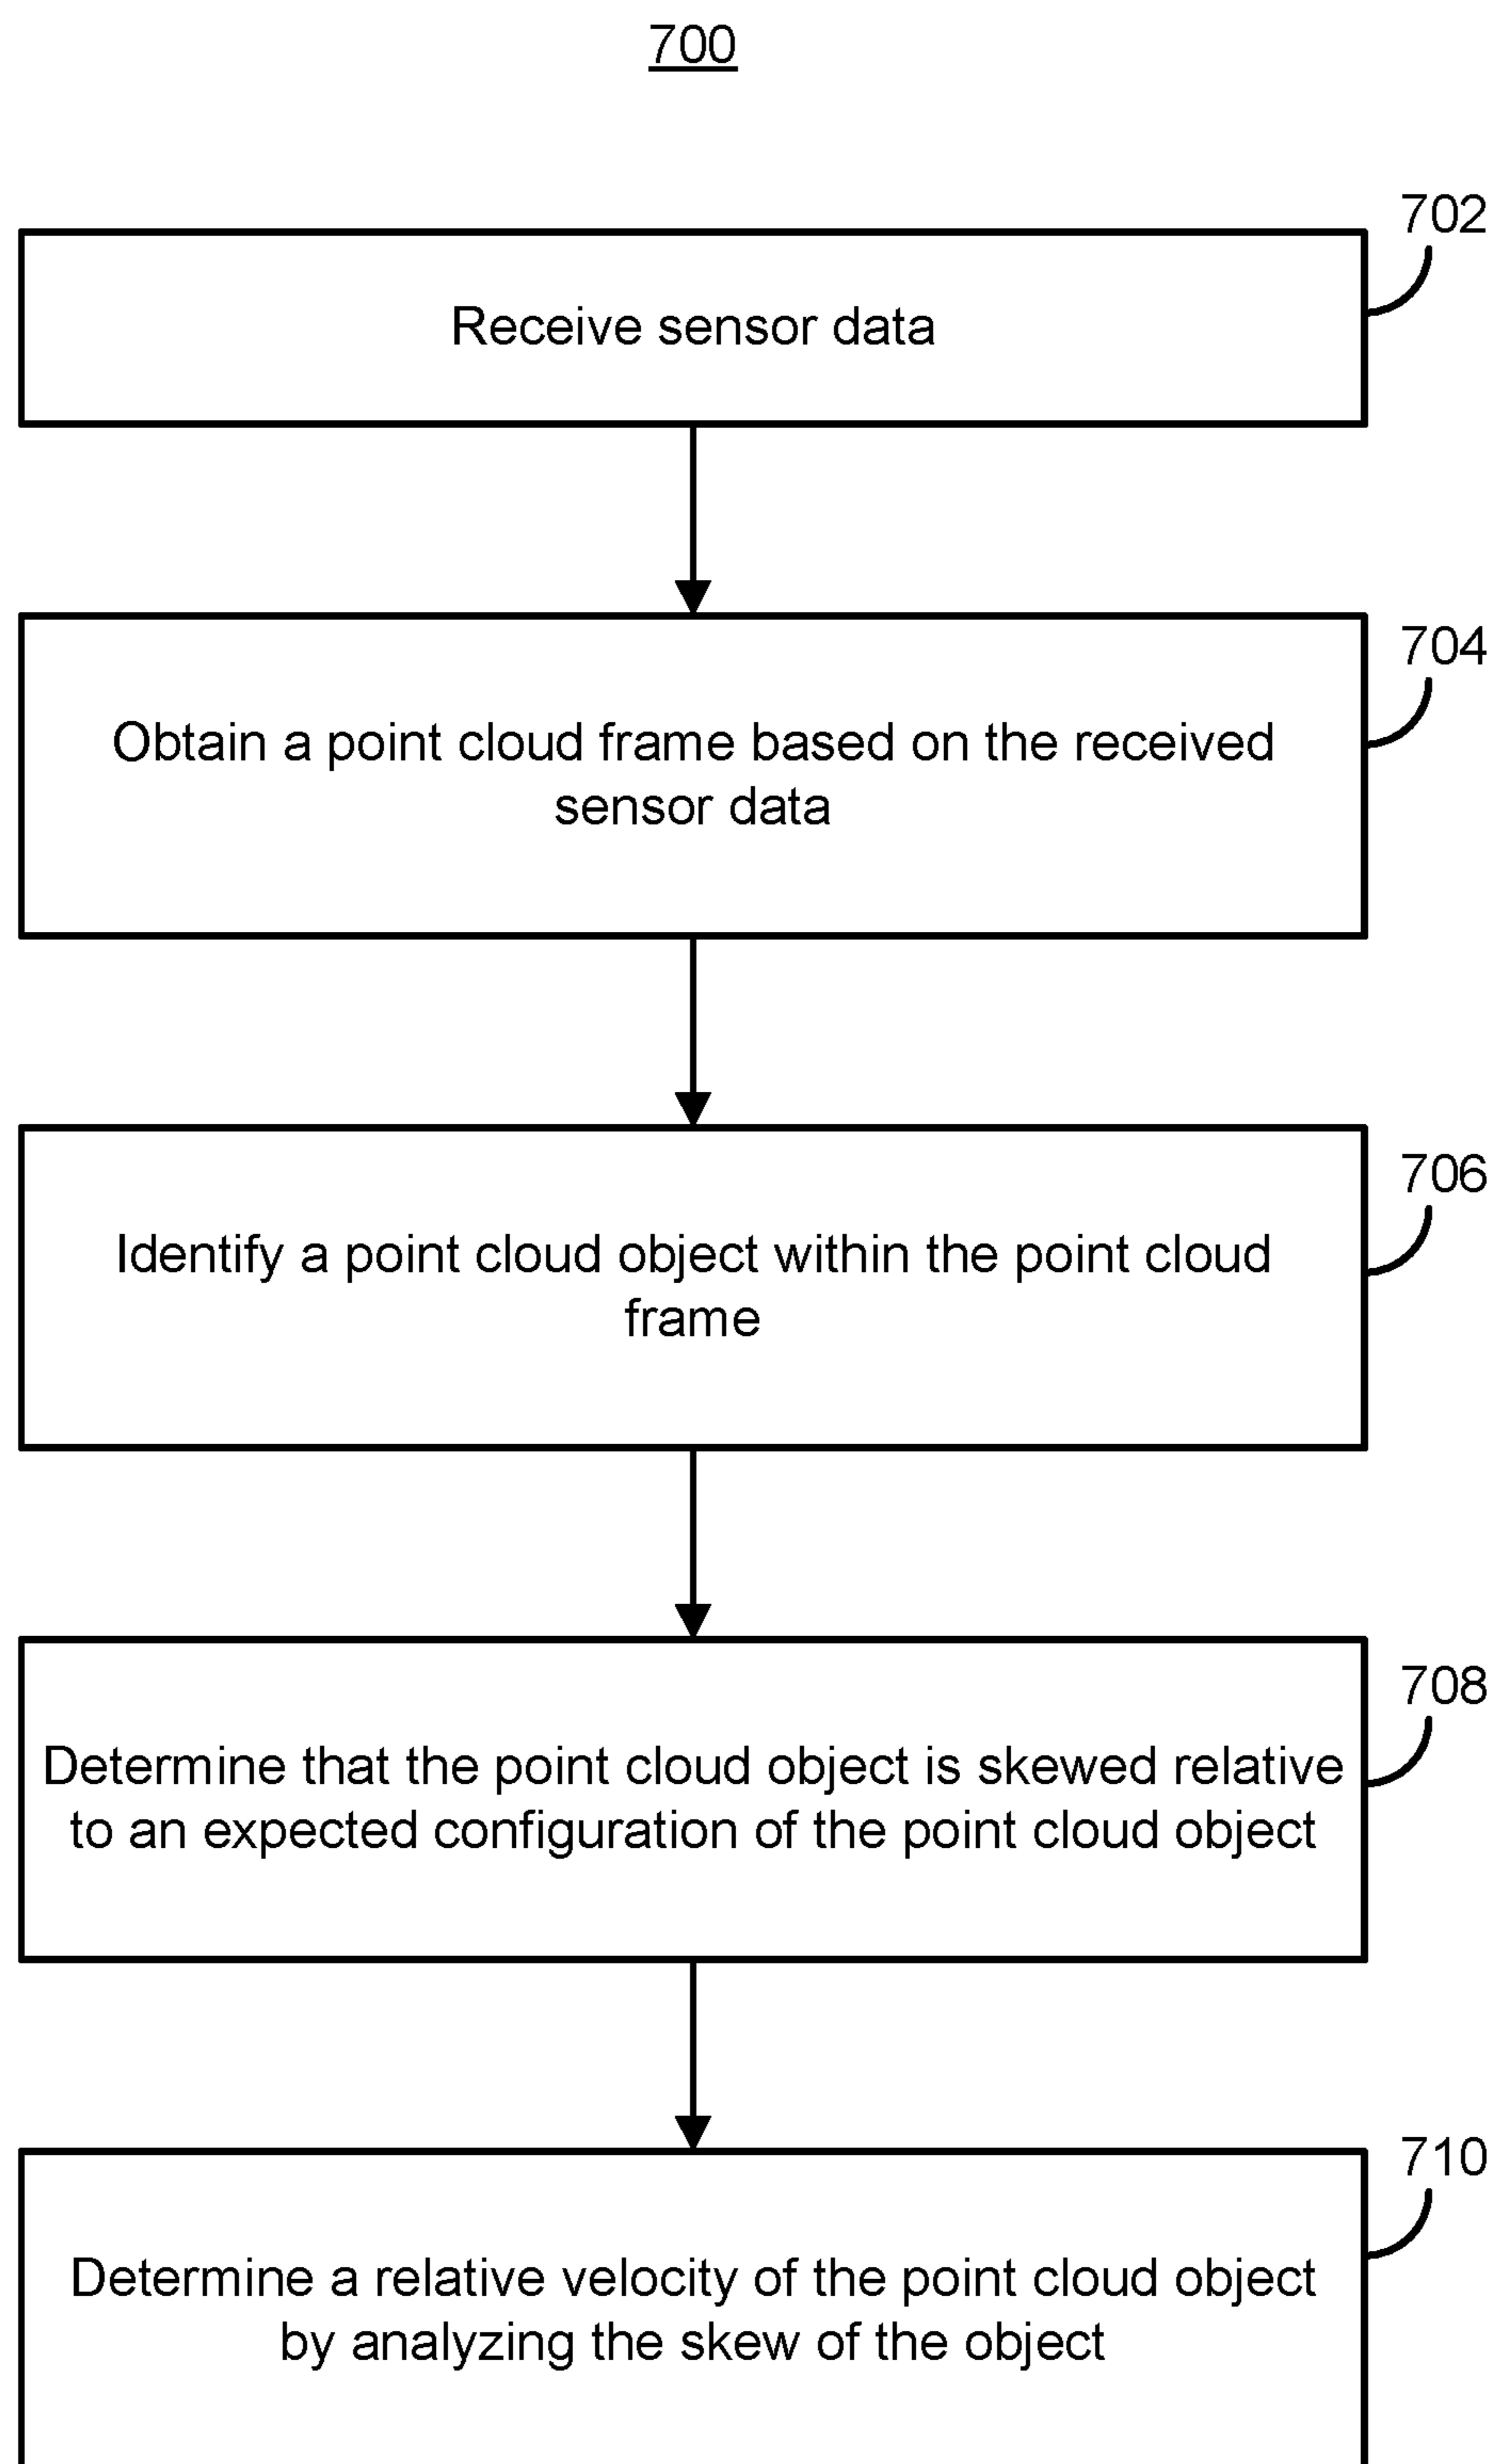 700
702
Receive sensor data
704
Obtain a point cloud frame based on the received
sensor data
706
Identify a point cloud object within the point cloud
frame
708
Determine that the point cloud object is skewed relative
to an expected configuration of the point cloud object
710
Determine a relative velocity of the point cloud object
by analyzing the skew of the object